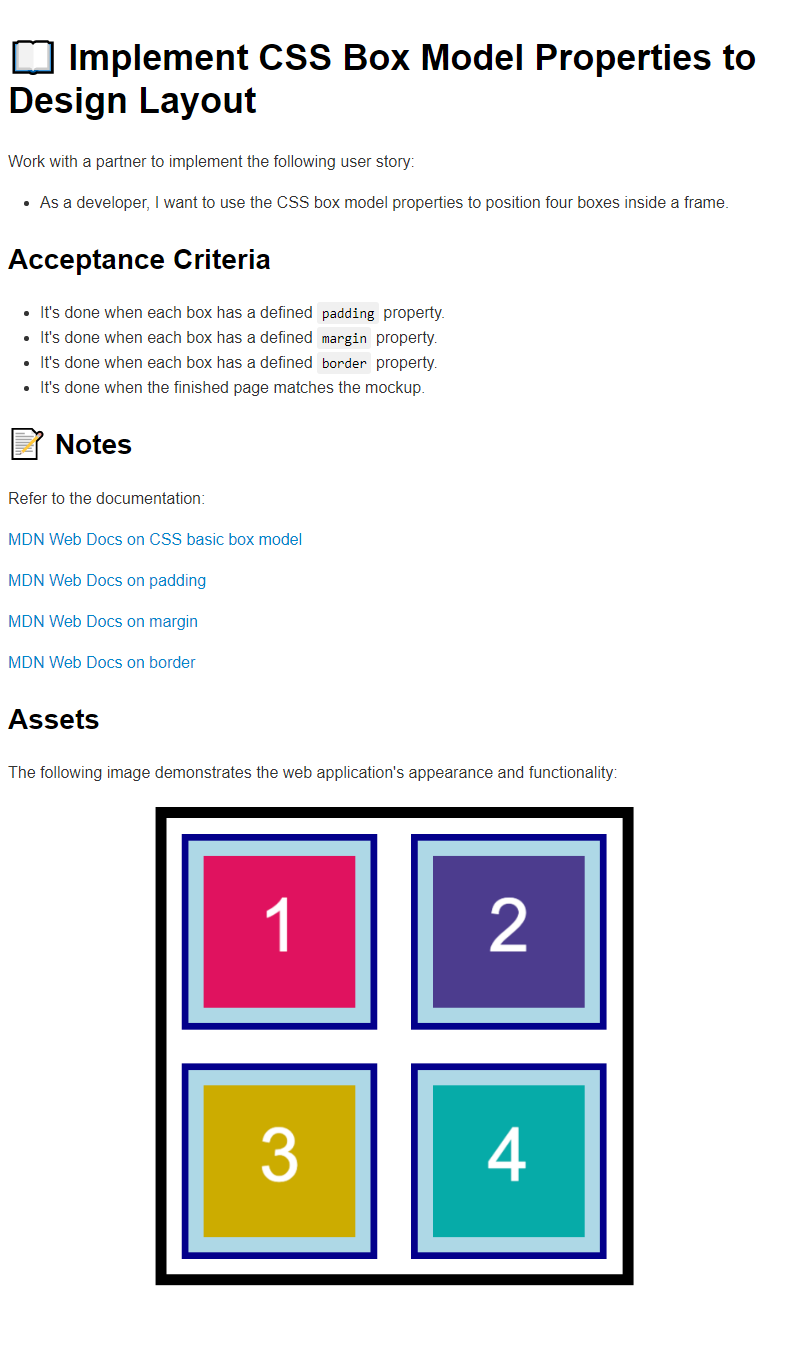 📖 Implement CSS Box Model Properties to
Design Layout
Work with a partner to implement the following user story:
• As a developer, I want to use the CSS box model properties to position four boxes inside a frame.
Acceptance Criteria
• It's done when each box has a defined padding property.
• It's done when each box has a defined margin property.
• It's done when each box has a defined border property.
• It's done when the finished page matches the mockup.
📝 Notes
Refer to the documentation:
MDN Web Docs on CSS basic box model
MDN Web Docs on padding
MDN Web Docs on margin
MDN Web Docs on border
Assets
The following image demonstrates the web application's appearance and functionality:
1
2
3
4